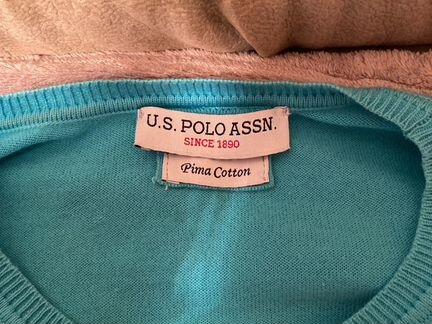 U.S. POLO ASSN.
SINCE 1890
Pima Cotton